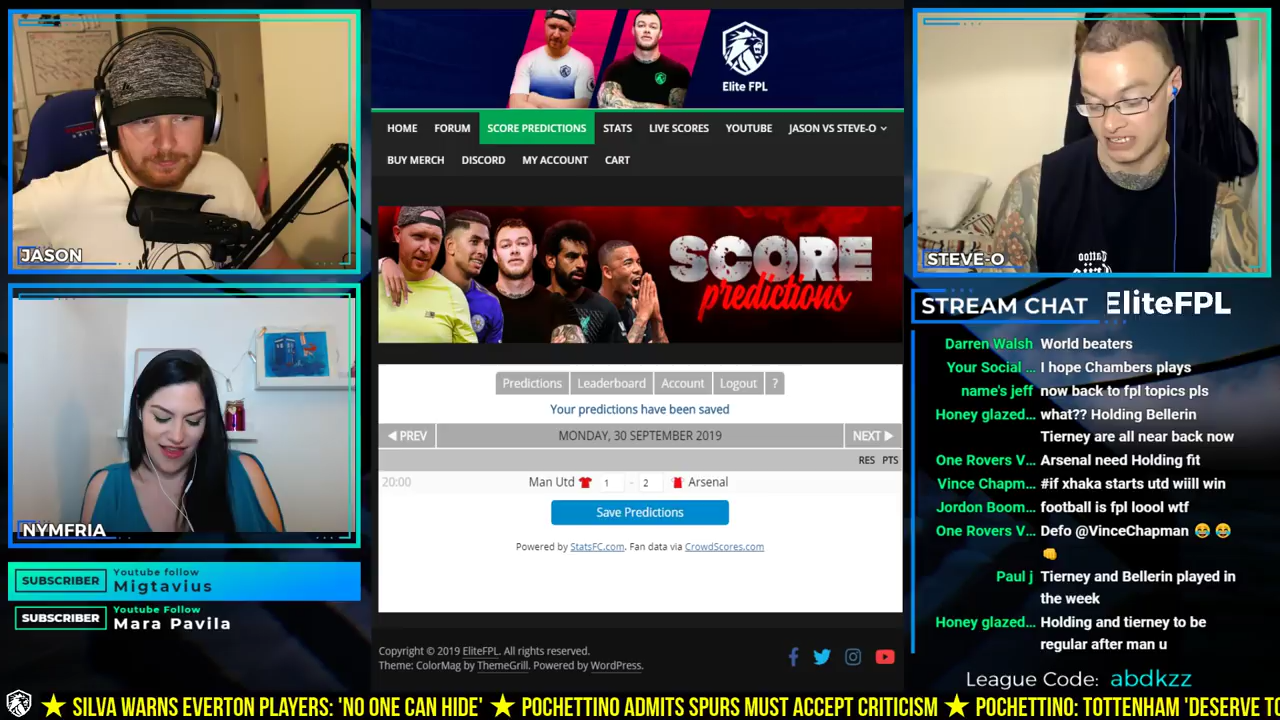 JASON
NYMFRIA
SUBSCRIBER
Youtube follow
Migtavius
SUBSCRIBER
Youtube Follow
Mara Pavila
Elite FPL
HOME FORUM SCORE PREDICTIONS STATS LIVE SCORES YOUTUBE JASON VS STEVE-O
BUY MERCH DISCORD MY ACCOUNT CART
SCORE
predictions
Predictions Leaderboard Account Logout ?
Your predictions have been saved
◀ PREV MONDAY, 30 SEPTEMBER 2019 NEXT ▶
RES PTS
20:00 Man Utd 1 - 2 Arsenal
Save Predictions
Powered by StatsFC.com. Fan data via CrowdScores.com
Copyright © 2019 EliteFPL. All rights reserved.
Theme: ColorMag by ThemeGrill. Powered by WordPress.
STEVE-O
STREAM CHAT EliteFPL
Darren Walsh World beaters
Your Social ... I hope Chambers plays
name's jeff now back to fpl topics pls
Honey glazed... what?? Holding Bellerin
Tierney are all near back now
One Rovers V... Arsenal need Holding fit
Vince Chapm... #if xhaka starts utd wiill win
Jordon Boom... football is fpl loool wtf
One Rovers V... Defo @VinceChapman 😂 😂
👊
Paul j Tierney and Bellerin played in
the week
Honey glazed... Holding and tierney to be
regular after man u
League Code: abdkzz
★ SILVA WARNS EVERTON PLAYERS: 'NO ONE CAN HIDE' ★ POCHETTINO ADMITS SPURS MUST ACCEPT CRITICISM ★ POCHETTINO: TOTTENHAM 'DESERVE TU